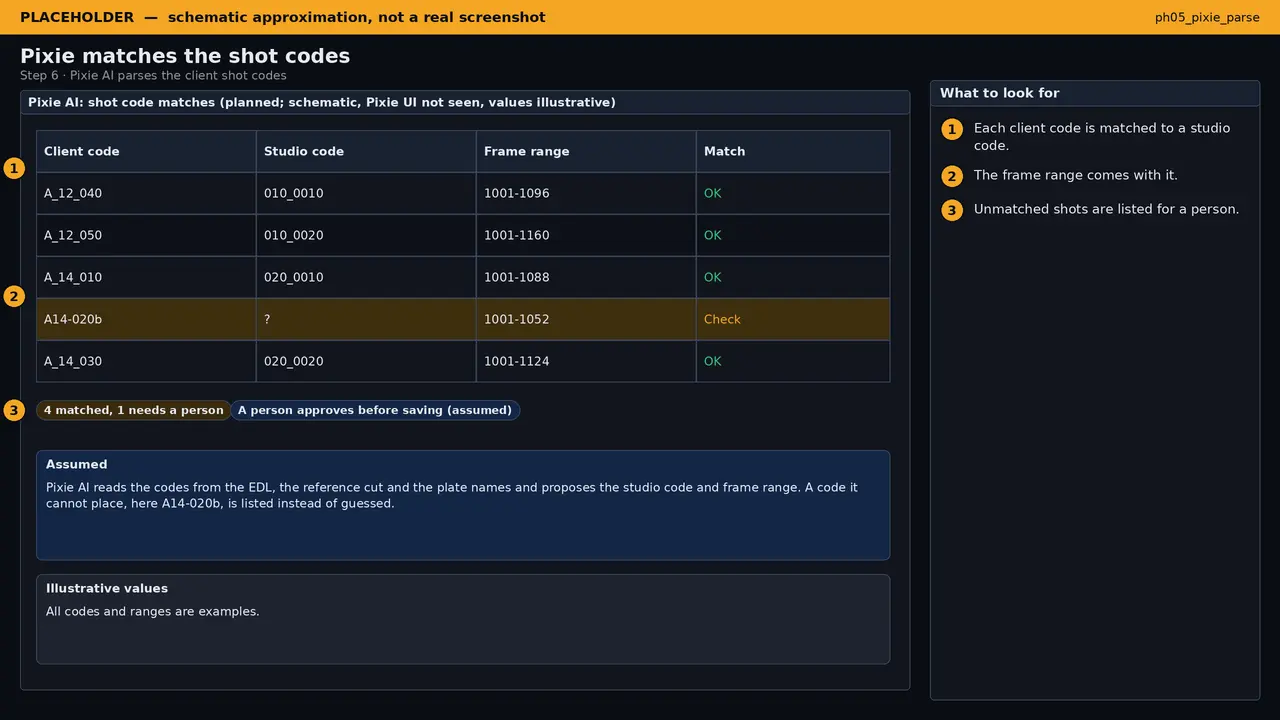 PLACEHOLDER — schematic approximation, not a real screenshot
ph05_pixie_parse
Pixie matches the shot codes
Step 6 · Pixie AI parses the client shot codes
Pixie AI: shot code matches (planned; schematic, Pixie UI not seen, values illustrative)
Client code Studio code Frame range Match
1
A_12_040 010_0010 1001-1096 OK
A_12_050 010_0020 1001-1160 OK
A_14_010 020_0010 1001-1088 OK
2
A14-020b ? 1001-1052 Check
A_14_030 020_0020 1001-1124 OK
3 4 matched, 1 needs a person A person approves before saving (assumed)
Assumed
Pixie AI reads the codes from the EDL, the reference cut and the plate names and proposes the studio code and frame range. A code it
cannot place, here A14-020b, is listed instead of guessed.
Illustrative values
All codes and ranges are examples.
What to look for
1 Each client code is matched to a studio
code.
2 The frame range comes with it.
3 Unmatched shots are listed for a person.